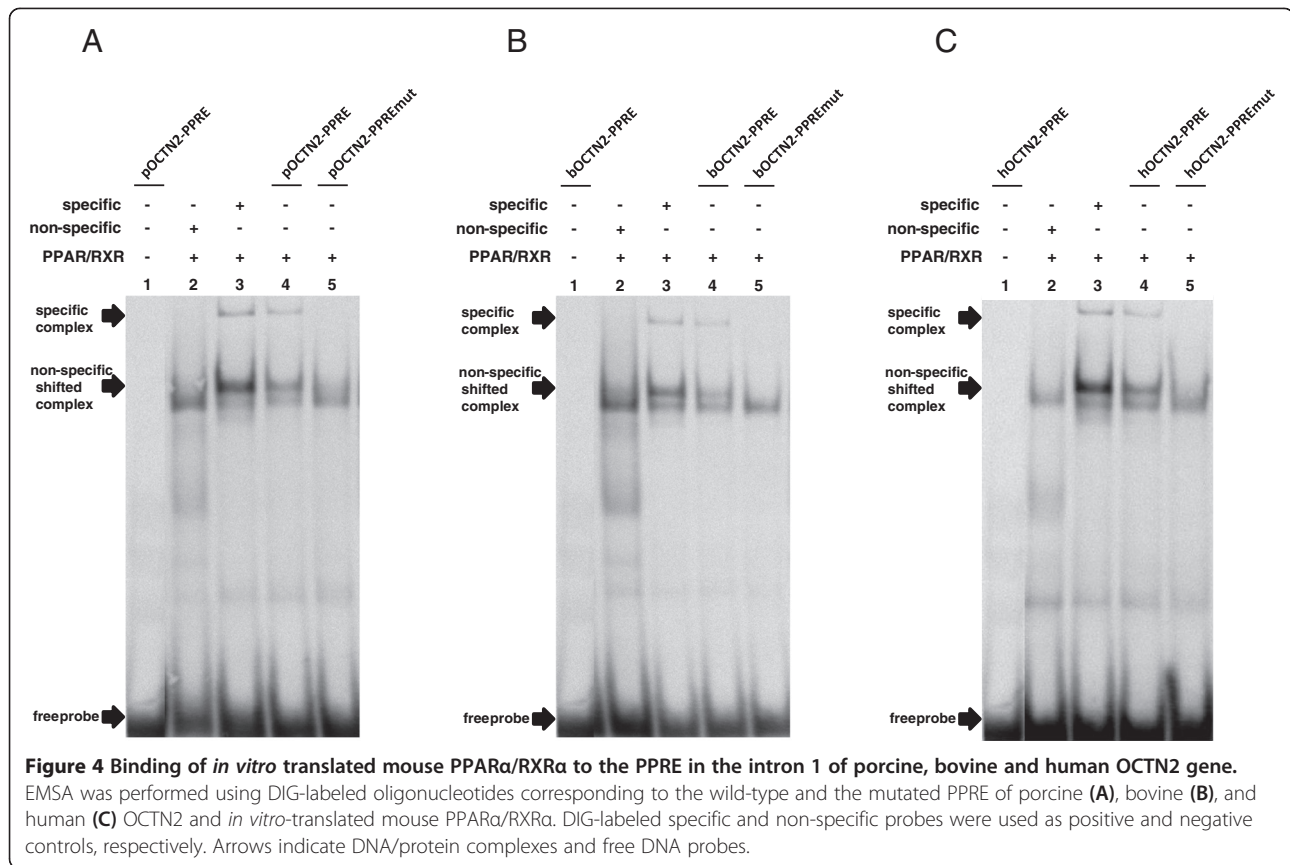 A
B
C
pOCTN2-PPRE
pOCTN2-PPRE
pOCTN2-PPREmut
specific - - + - -
non-specific - + - - -
PPAR/RXR - + + + +
1 2 3 4 5
specific
complex
non-specific
shifted
complex
freeprobe
bOCTN2-PPRE
bOCTN2-PPRE
bOCTN2-PPREmut
specific - - + - -
non-specific - + - - -
PPAR/RXR - + + + +
1 2 3 4 5
specific
complex
non-specific
shifted
complex
freeprobe
hOCTN2-PPRE
hOCTN2-PPRE
hOCTN2-PPREmut
specific - - + - -
non-specific - + - - -
PPAR/RXR - + + + +
1 2 3 4 5
specific
complex
non-specific
shifted
complex
freeprobe
Figure 4 Binding of in vitro translated mouse PPARα/RXRα to the PPRE in the intron 1 of porcine, bovine and human OCTN2 gene.
EMSA was performed using DIG-labeled oligonucleotides corresponding to the wild-type and the mutated PPRE of porcine (A), bovine (B), and
human (C) OCTN2 and in vitro-translated mouse PPARα/RXRα. DIG-labeled specific and non-specific probes were used as positive and negative
controls, respectively. Arrows indicate DNA/protein complexes and free DNA probes.